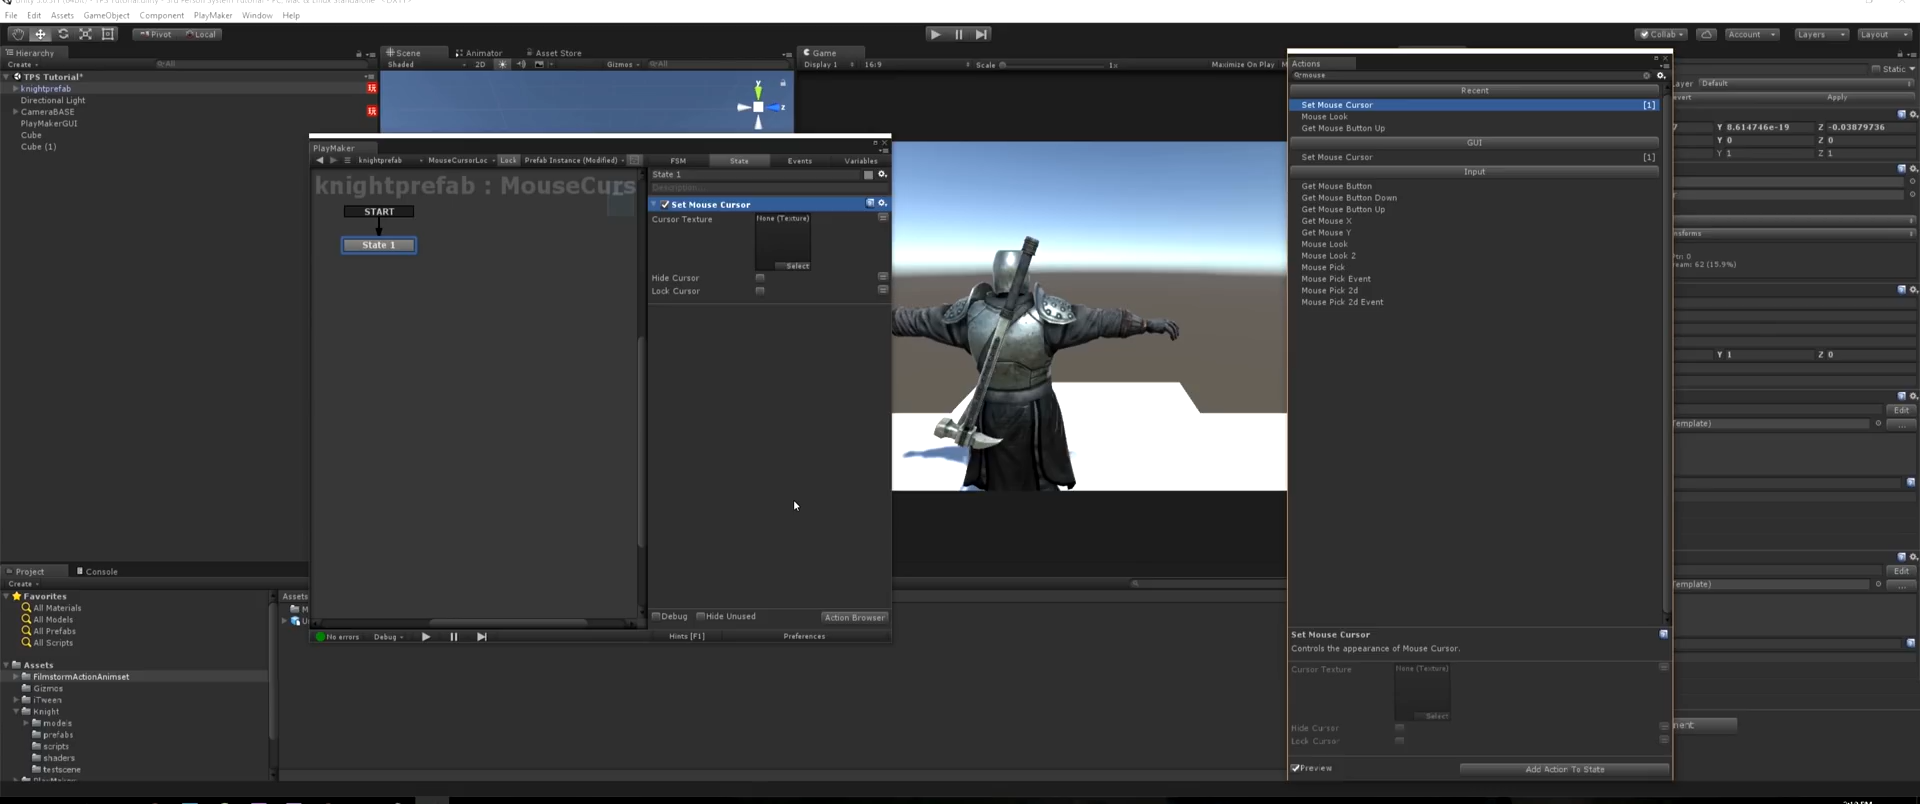 File Edit Assets GameObject Component PlayMaker Window Help
Pivot Local
Collab Account Layers Layout
Hierarchy
Create
All
TPS Tutorial*
knightprefab
Directional Light
CameraBASE
PlayMakerGUI
Cube
Cube (1)
Scene Animator Asset Store
Shaded 2D Gizmos All
y
z
Game
Display 1 16:9 Scale 1x Maximize On Play
PlayMaker
knightprefab MouseCursorLoc Lock Prefab Instance (Modified)
FSM State Events Variables
knightprefab : MouseCurs
START
State 1
State 1
Description...
Set Mouse Cursor
Cursor Texture None (Texture)
Select
Hide Cursor
Lock Cursor
Debug Hide Unused Action Browser
No errors Debug
Hints [F1] Preferences
Actions
mouse
Recent
Set Mouse Cursor [1]
Mouse Look
Get Mouse Button Up
GUI
Set Mouse Cursor [1]
Input
Get Mouse Button
Get Mouse Button Down
Get Mouse Button Up
Get Mouse X
Get Mouse Y
Mouse Look
Mouse Look 2
Mouse Pick
Mouse Pick Event
Mouse Pick 2d
Mouse Pick 2d Event
Set Mouse Cursor
Controls the appearance of Mouse Cursor.
Cursor Texture None (Texture)
Select
Hide Cursor
Lock Cursor
Preview Add Action To State
Static
Layer Default
Apply
Y 8.614746e-19 Z -0.03879736
Y 0 Z 0
Y 1 Z 1
62 (15.9%)
Y 1 Z 0
Edit
...
Edit
...
Project Console
Create
Favorites
All Materials
All Models
All Prefabs
All Scripts
Assets
FilmstormActionAnimset
Gizmos
iTween
Knight
models
prefabs
scripts
shaders
testscene
Assets